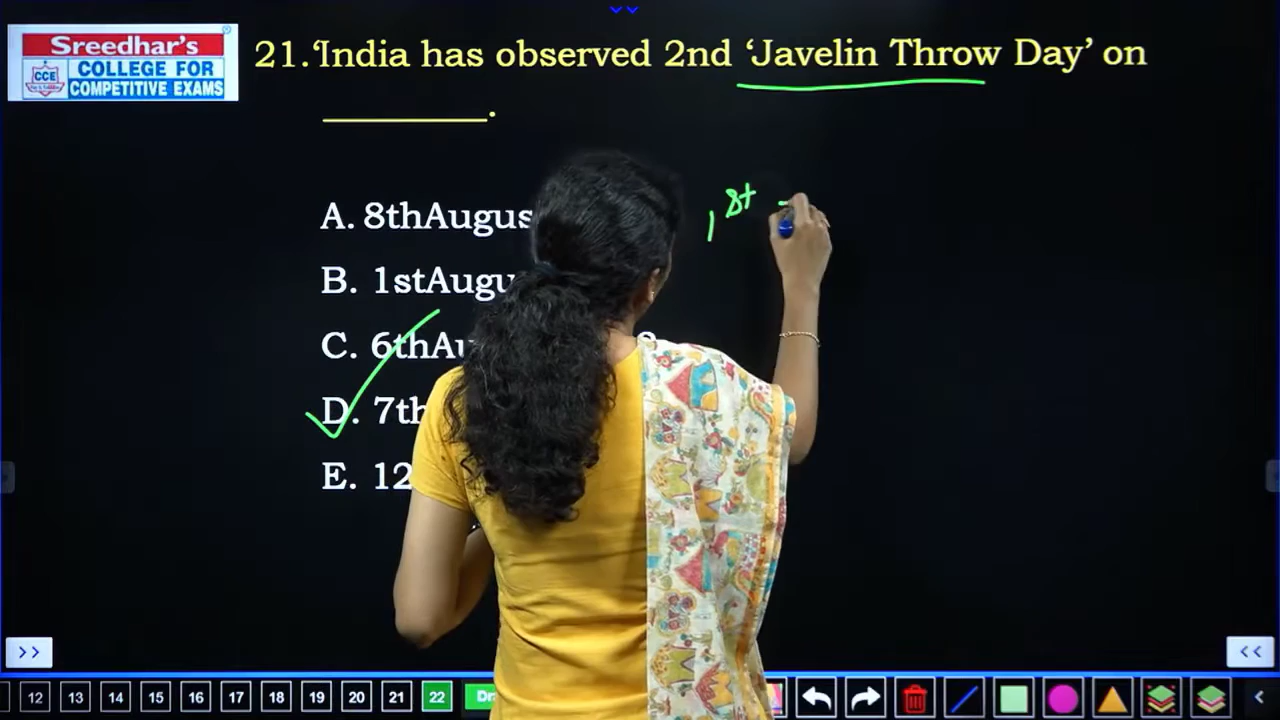 Sreedhar's
CCE
COLLEGE FOR
COMPETITIVE EXAMS
21.‘India has observed 2nd ‘Javelin Throw Day’ on
__________.
1st -
A. 8thAugus
B. 1stAugu
C. 6thAu
D. 7th
E. 12
>>
<<
12 13 14 15 16 17 18 19 20 21 22